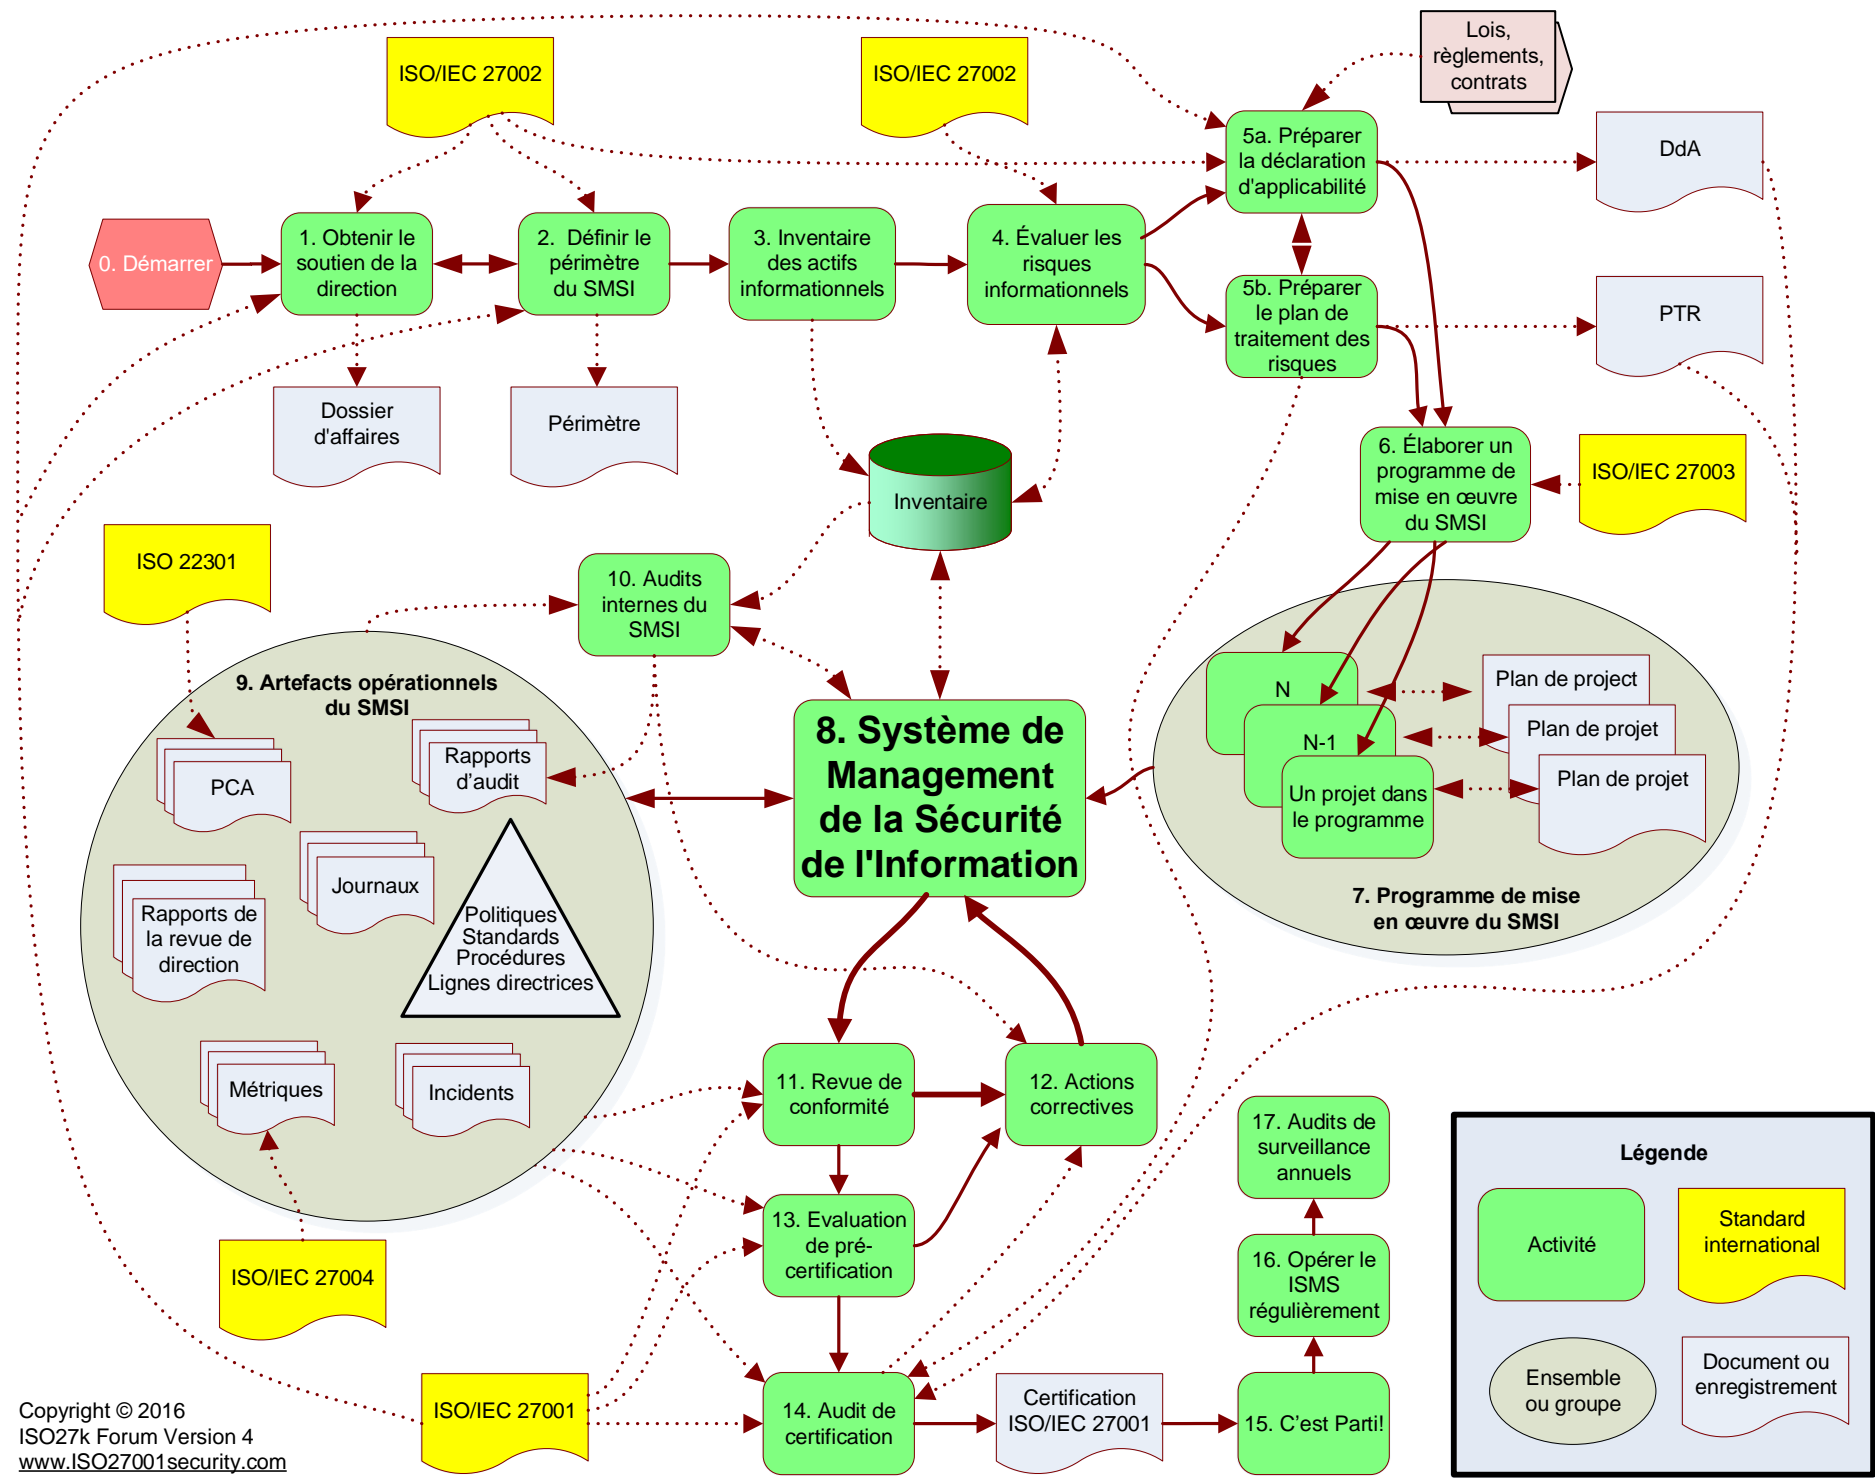 ISO/IEC 27002
ISO/IEC 27002
Lois,
règlements,
contrats
5a. Préparer
la déclaration
d'applicabilité
DdA
0. Démarrer
1. Obtenir le
soutien de la
direction
2.  Définir le
périmètre
du SMSI
3. Inventaire
des actifs
informationnels
4. Évaluer les
risques
informationnels
5b. Préparer
le plan de
traitement des
risques
PTR
Dossier
d'affaires
Périmètre
Inventaire
6. Élaborer un
programme de
mise en œuvre
du SMSI
ISO/IEC 27003
ISO 22301
10. Audits
internes du
SMSI
9. Artefacts opérationnels
du SMSI
PCA
Rapports
d’audit
Journaux
Rapports de
la revue de
direction
Politiques
Standards
Procédures
Lignes directrices
Métriques
Incidents
8. Système de
Management
de la Sécurité
de l'Information
N
N-1
Un projet dans
le programme
Plan de project
Plan de projet
Plan de projet
7. Programme de mise
en œuvre du SMSI
11. Revue de
conformité
12. Actions
correctives
13. Evaluation
de pré-
certification
14. Audit de
certification
ISO/IEC 27004
ISO/IEC 27001
Certification
ISO/IEC 27001
15. C’est Parti!
16. Opérer le
ISMS
régulièrement
17. Audits de
surveillance
annuels
Légende
Activité
Standard
international
Ensemble
ou groupe
Document ou
enregistrement
Copyright © 2016
ISO27k Forum Version 4
www.ISO27001security.com